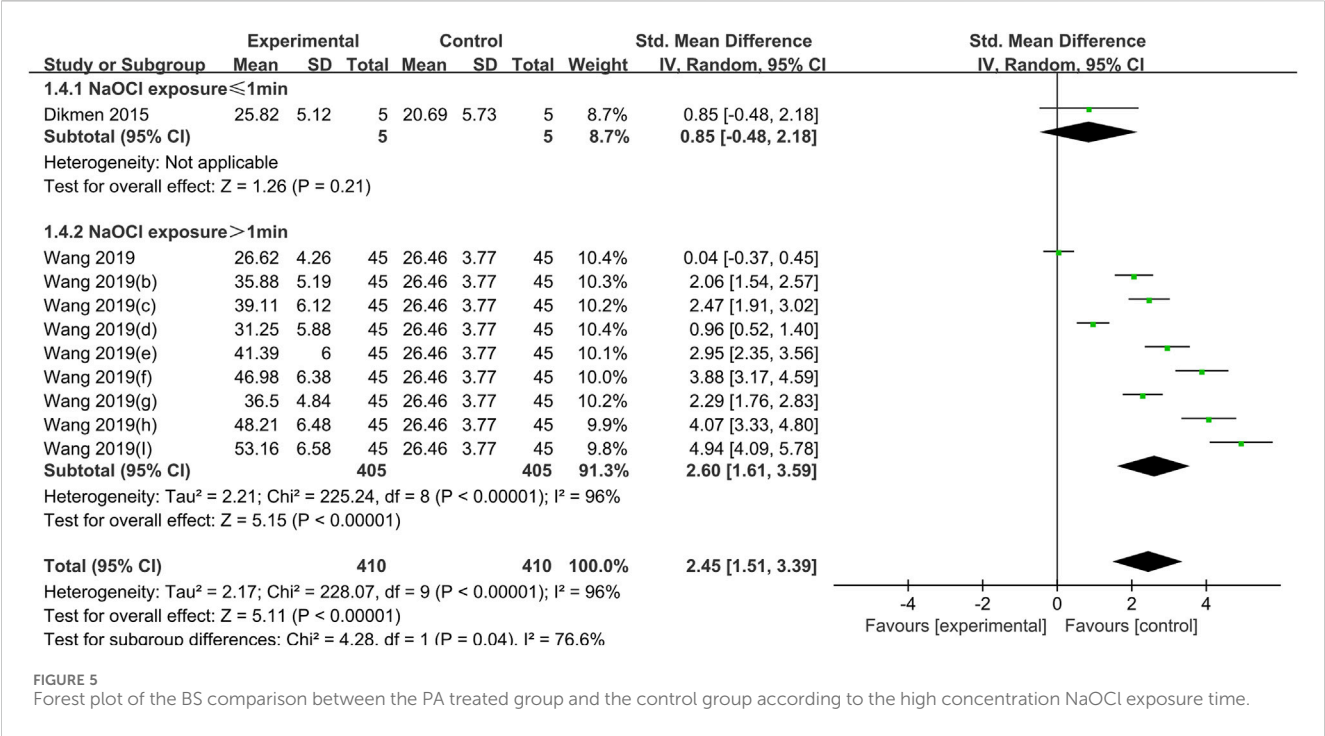 Experimental Control Std. Mean Difference Std. Mean Difference
Study or Subgroup Mean SD Total Mean SD Total Weight IV, Random, 95% CI IV, Random, 95% CI
1.4.1 NaOCl exposure≤1min
Dikmen 2015 25.82 5.12 5 20.69 5.73 5 8.7% 0.85 [-0.48, 2.18]
Subtotal (95% CI) 5 5 8.7% 0.85 [-0.48, 2.18]
Heterogeneity: Not applicable
Test for overall effect: Z = 1.26 (P = 0.21)
1.4.2 NaOCl exposure＞1min
Wang 2019 26.62 4.26 45 26.46 3.77 45 10.4% 0.04 [-0.37, 0.45]
Wang 2019(b) 35.88 5.19 45 26.46 3.77 45 10.3% 2.06 [1.54, 2.57]
Wang 2019(c) 39.11 6.12 45 26.46 3.77 45 10.2% 2.47 [1.91, 3.02]
Wang 2019(d) 31.25 5.88 45 26.46 3.77 45 10.4% 0.96 [0.52, 1.40]
Wang 2019(e) 41.39 6 45 26.46 3.77 45 10.1% 2.95 [2.35, 3.56]
Wang 2019(f) 46.98 6.38 45 26.46 3.77 45 10.0% 3.88 [3.17, 4.59]
Wang 2019(g) 36.5 4.84 45 26.46 3.77 45 10.2% 2.29 [1.76, 2.83]
Wang 2019(h) 48.21 6.48 45 26.46 3.77 45 9.9% 4.07 [3.33, 4.80]
Wang 2019(I) 53.16 6.58 45 26.46 3.77 45 9.8% 4.94 [4.09, 5.78]
Subtotal (95% CI) 405 405 91.3% 2.60 [1.61, 3.59]
Heterogeneity: Tau² = 2.21; Chi² = 225.24, df = 8 (P < 0.00001); I² = 96%
Test for overall effect: Z = 5.15 (P < 0.00001)
Total (95% CI) 410 410 100.0% 2.45 [1.51, 3.39]
Heterogeneity: Tau² = 2.17; Chi² = 228.07, df = 9 (P < 0.00001); I² = 96%
-4 -2 0 2 4
Test for overall effect: Z = 5.11 (P < 0.00001)
Favours [experimental] Favours [control]
Test for subgroup differences: Chi² = 4.28, df = 1 (P = 0.04), I² = 76.6%
FIGURE 5
Forest plot of the BS comparison between the PA treated group and the control group according to the high concentration NaOCl exposure time.